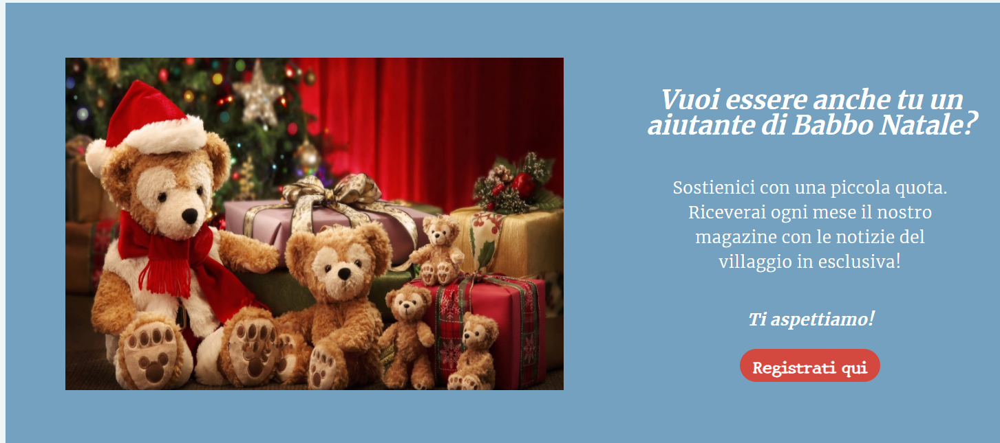 Vuoi essere anche tu un
aiutante di Babbo Natale?
Sostienici con una piccola quota.
Riceverai ogni mese il nostro
magazine con le notizie del
villaggio in esclusiva!
Ti aspettiamo!
Registrati qui